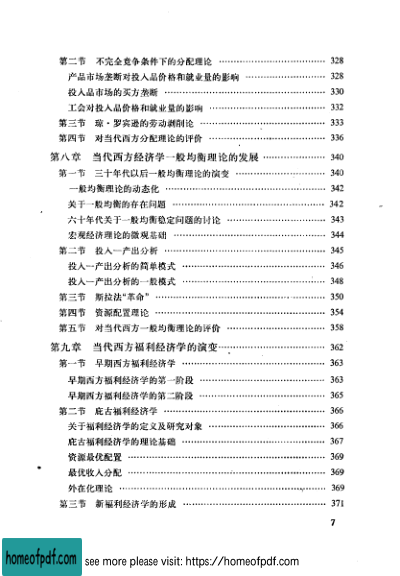 第二节 不完全竞争条件下的分配理论 ………………… 328
产品市场垄断对投入品价格和就业量的影响 ………………… 328
投入品市场的买方垄断 ………………… 330
工会对投入品价格和就业量的影响 ………………… 332
第三节 琼·罗宾逊的劳动剥削论 ………………… 333
第四节 对当代西方分配理论的评价 ………………… 336
第八章 当代西方经济学一般均衡理论的发展 ………………… 340
第一节 三十年代以后一般均衡理论的演变 ………………… 340
一般均衡理论的动态化 ………………… 342
关于一般均衡的存在问题 ………………… 342
六十年代关于一般均衡稳定问题的讨论 ………………… 343
宏观经济理论的微观基础 ………………… 344
第二节 投入—产出分析 ………………… 345
投入—产出分析的简单模式 ………………… 346
投入—产出分析的一般模式 ………………… 348
第三节 斯拉法“革命” ………………… 350
第四节 资源配置理论 ………………… 354
第五节 对当代西方一般均衡理论的评价 ………………… 358
第九章 当代西方福利经济学的演变 ………………… 362
第一节 早期西方福利经济学 ………………… 363
早期西方福利经济学的第一阶段 ………………… 363
早期西方福利经济学的第二阶段 ………………… 365
第二节 庇古福利经济学 ………………… 366
关于福利经济学的定义及研究对象 ………………… 366
庇古福利经济学的理论基础 ………………… 367
资源最优配置 ………………… 369
最优收入分配 ………………… 369
外在化理论 ………………… 369
第三节 新福利经济学的形成 ………………… 371
7
homeofpdf.com
see more please visit: https://homeofpdf.com